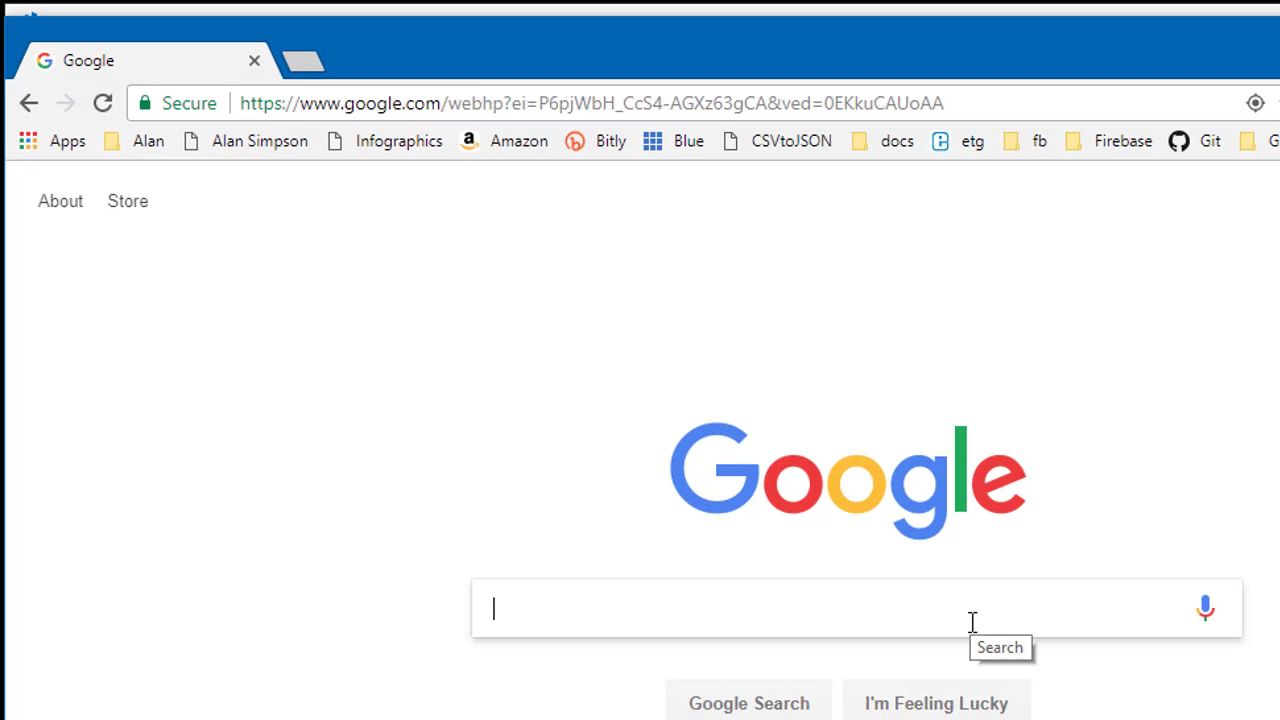 Google
Secure https://www.google.com/webhp?ei=P6pjWbH_CcS4-AGXz63gCA&ved=0EKkuCAUoAA
Apps Alan Alan Simpson Infographics Amazon Bitly Blue CSVtoJSON docs etg fb Firebase Git G
About Store
Google
Search
Google Search I'm Feeling Lucky